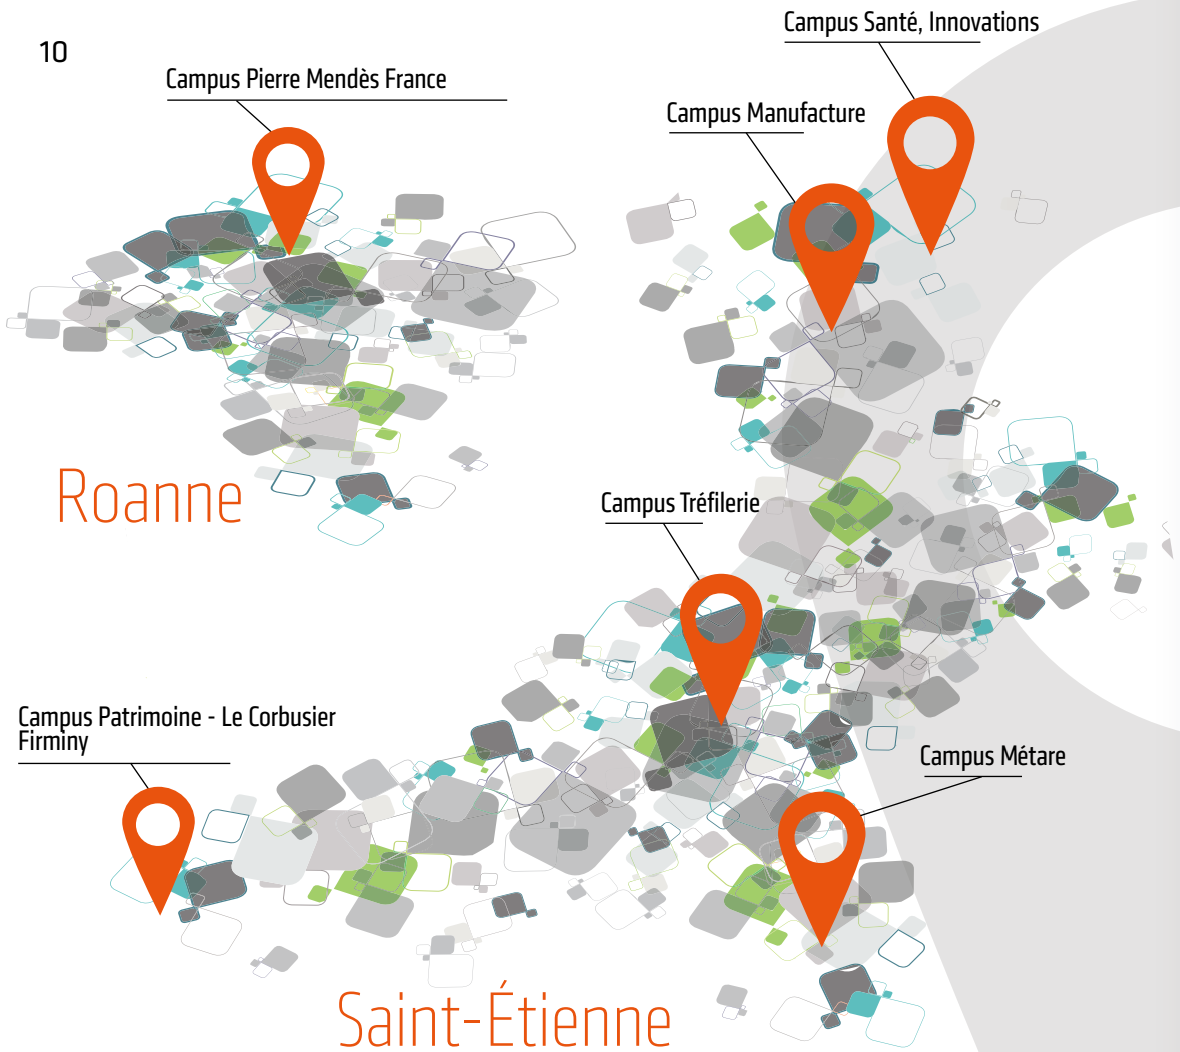 10
Campus Santé, Innovations
Campus Pierre Mendès France
Campus Manufacture
Roanne
Campus Tréfilerie
Campus Patrimoine - Le Corbusier
Firminy
Campus Métare
Saint-Étienne